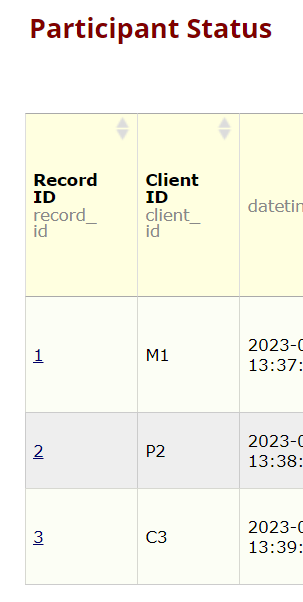 Participant Status
Record
ID
record_
id
Client
ID
client_
id
1
M1
2023-0
13:37:
2
P2
2023-0
13:38:
3
C3
2023-0
13:39: